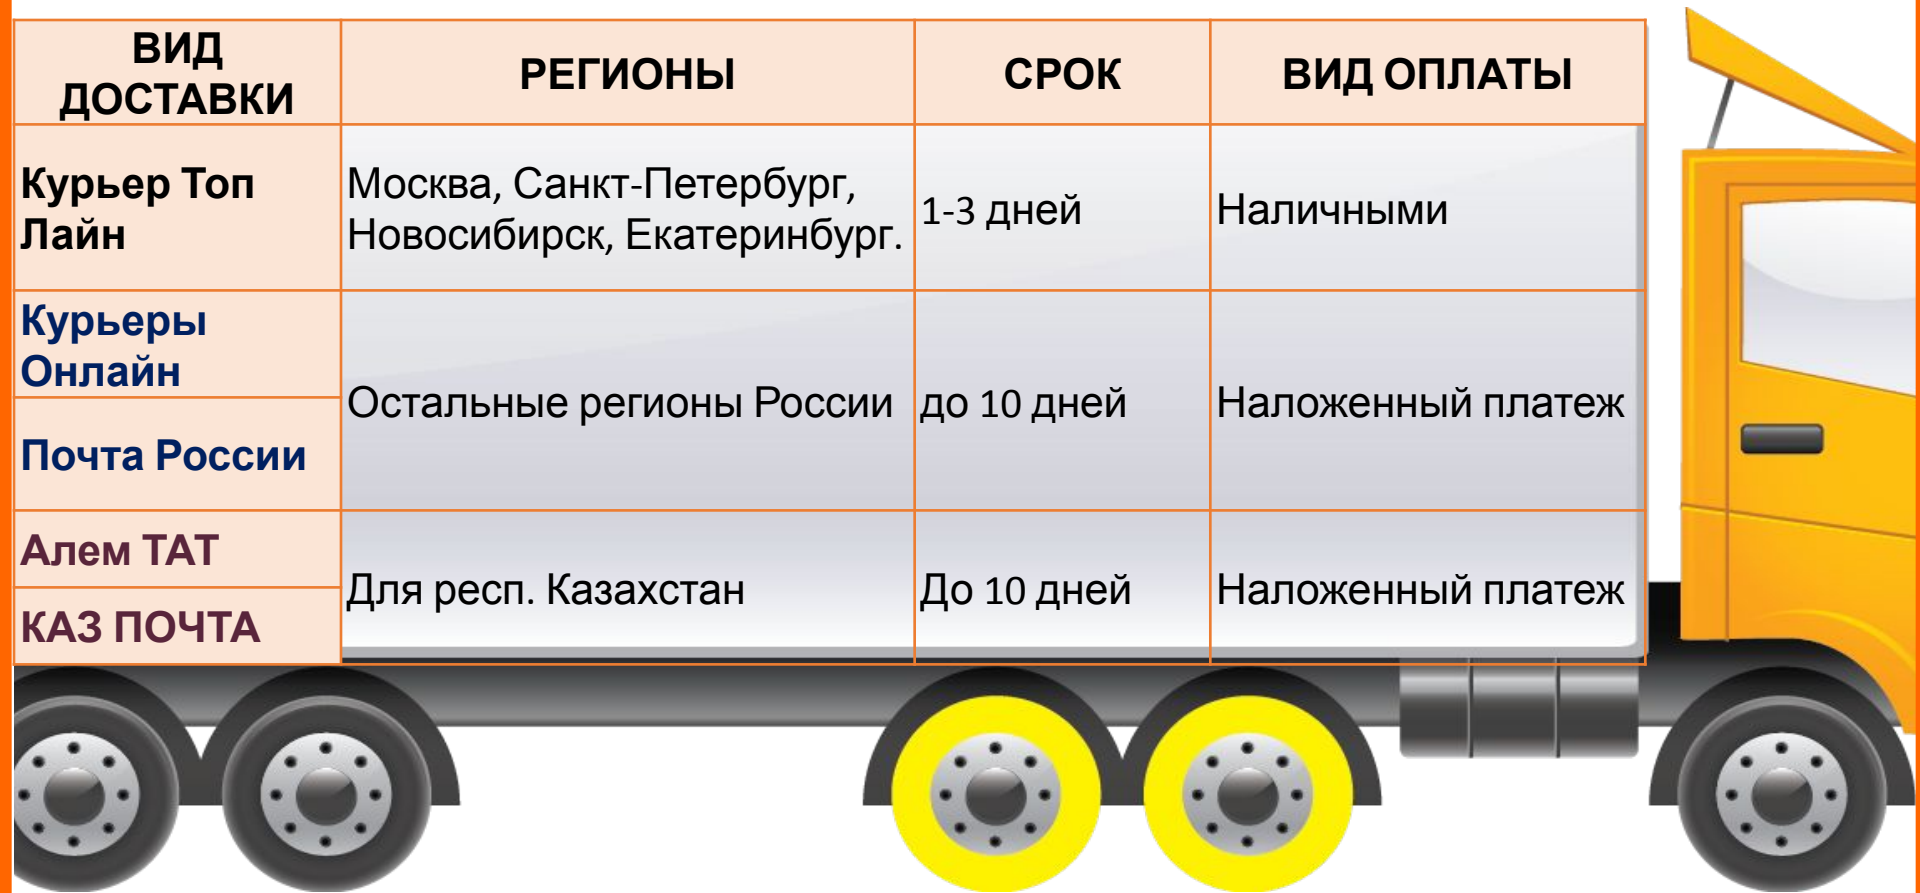 ВИД
ДОСТАВКИ
РЕГИОНЫ
СРОК
ВИД ОПЛАТЫ
Курьер Топ
Лайн
Москва, Санкт-Петербург,
Новосибирск, Екатеринбург.
1-3 дней
Наличными
Курьеры
Онлайн
Почта России
Остальные регионы России
до 10 дней
Наложенный платеж
Алем ТАТ
КАЗ ПОЧТА
Для респ. Казахстан
До 10 дней
Наложенный платеж